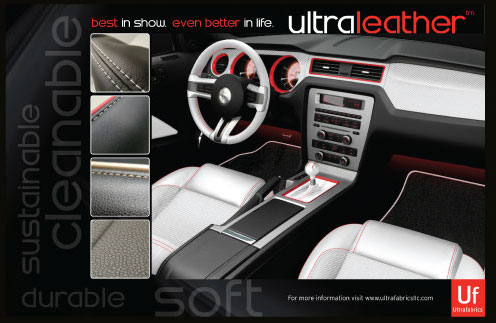 best in show. even better in life.
ultraleather™
sustainable
cleanable
durable
soft
For more information visit www.ultrafabricsllc.com
Uf
Ultrafabrics